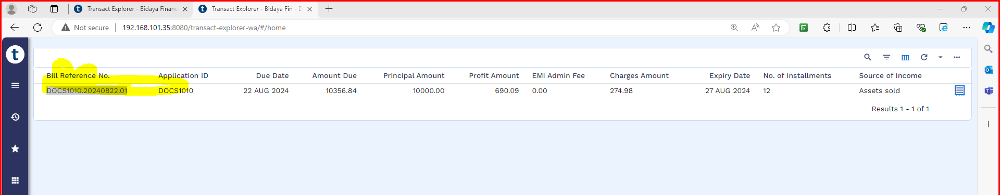 Transact Explorer - Bidaya Financ
Transact Explorer - Bidaya Fin - D
Not secure 192.168.101.35:8080/transact-explorer-wa/#/home
t
Bill Reference No. Application ID Due Date Amount Due Principal Amount Profit Amount EMI Admin Fee Charges Amount Expiry Date No. of Installments Source of Income
DOCS1010.20240822.01 DOCS1010 22 AUG 2024 10356.84 10000.00 690.09 0.00 274.98 27 AUG 2024 12 Assets sold
Results 1 - 1 of 1